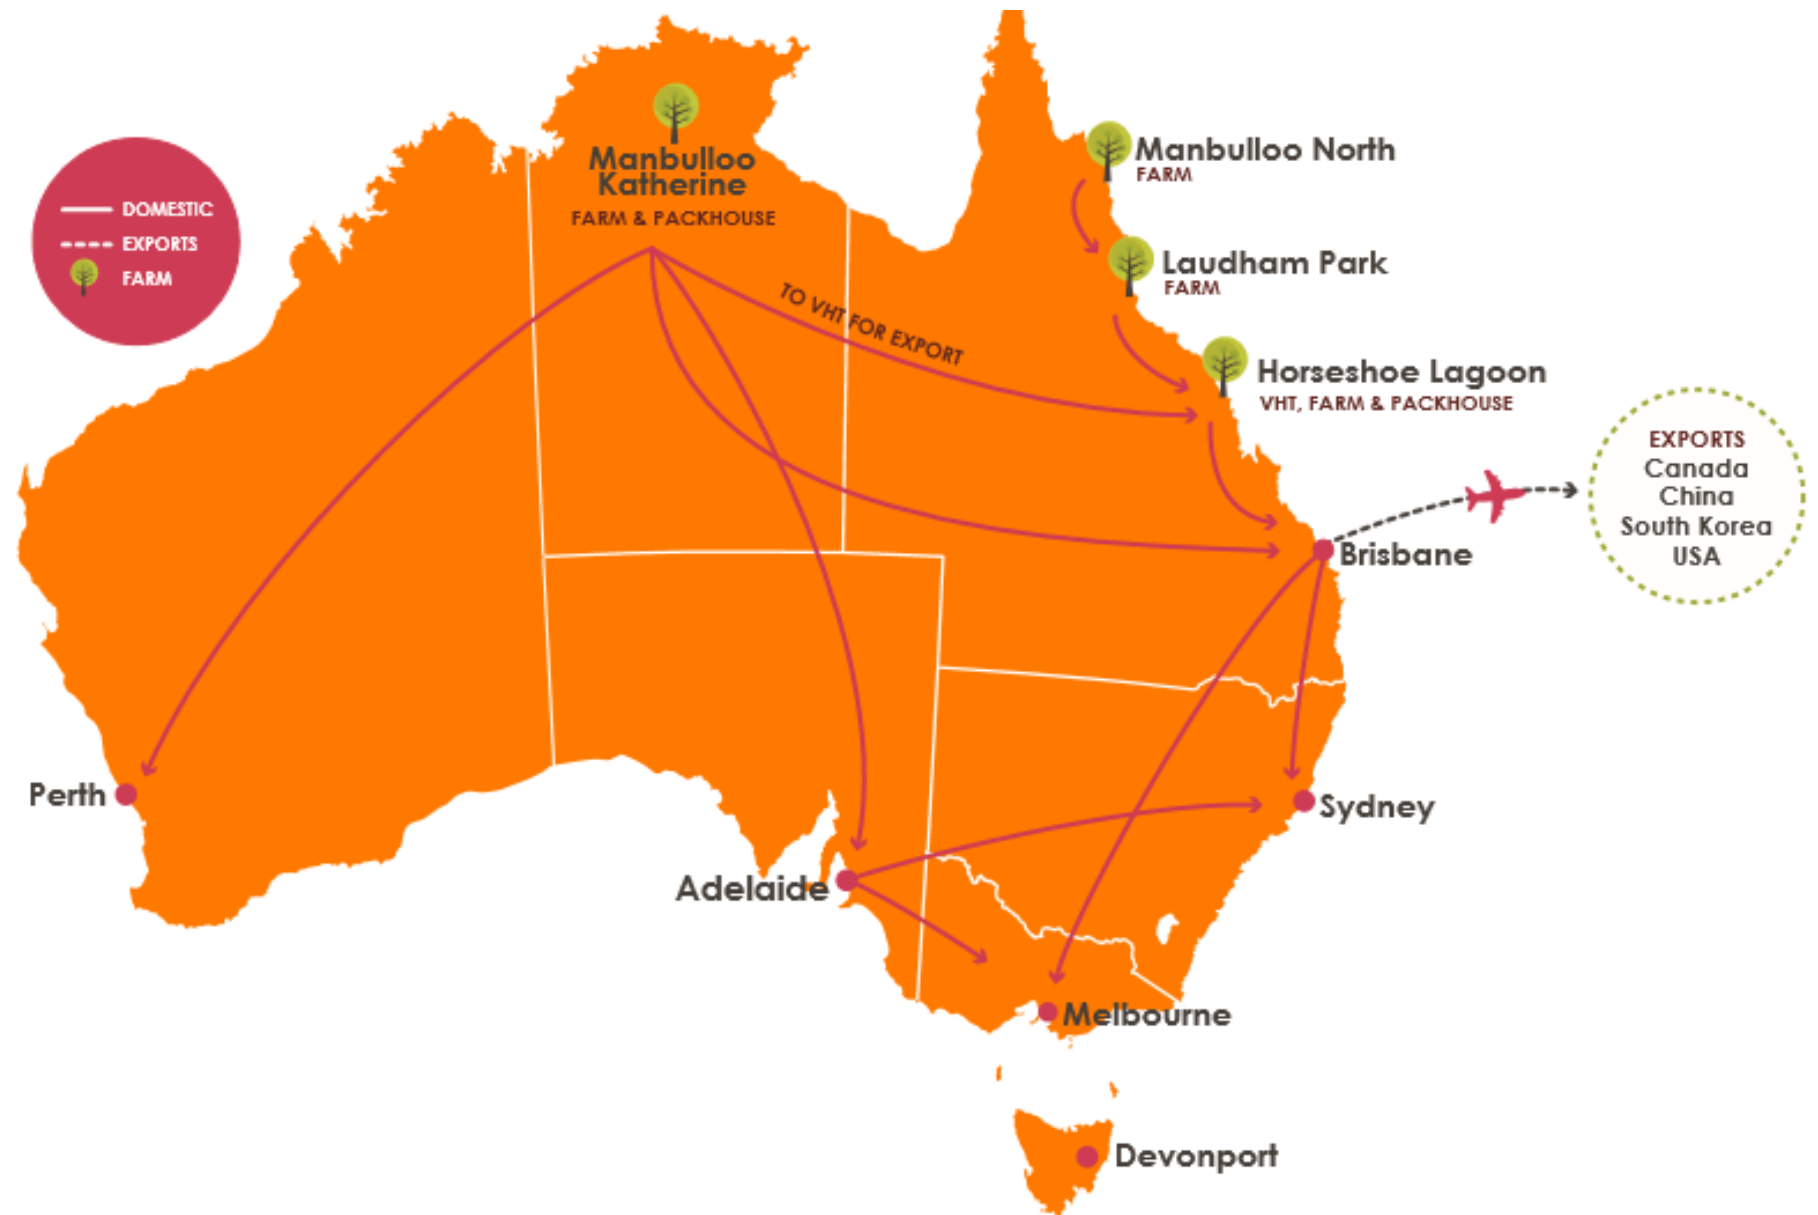 DOMESTIC
EXPORTS
FARM
Manbulloo
Katherine
FARM & PACKHOUSE
TO VHT FOR EXPORT
Manbulloo North
FARM
Laudham Park
FARM
Horseshoe Lagoon
VHT, FARM & PACKHOUSE
EXPORTS
Canada
China
South Korea
USA
Brisbane
Perth
Sydney
Adelaide
Melbourne
Devonport